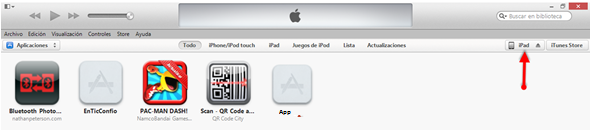 Buscar en biblioteca
Archivo Edición Visualización Controles Store Ayuda
Aplicaciones Todo iPhone/iPod touch iPad Juegos de iPod Lista Actualizaciones iPad iTunes Store
Bluetooth Photo... EnTicConfio PAC-MAN DASH! Scan - QR Code a... App
nathanpeterson.com NamcoBandai Games... QR Code City